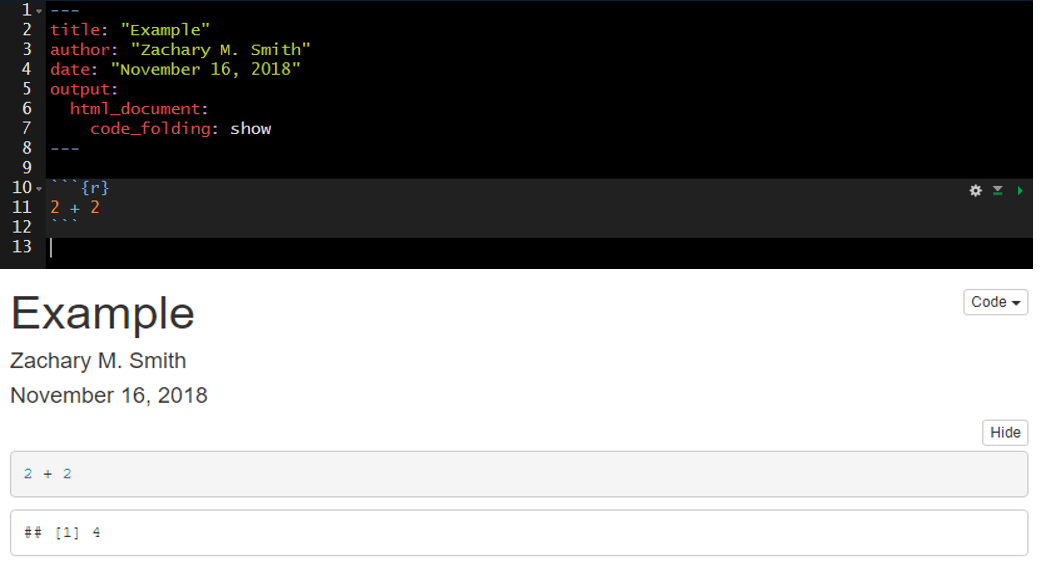 1 ---
2 title: "Example"
3 author: "Zachary M. Smith"
4 date: "November 16, 2018"
5 output:
6   html_document:
7     code_folding: show
8 ---
9
10 ```{r}
11 2 + 2
12 ```
13
Example
Code
Zachary M. Smith
November 16, 2018
Hide
2 + 2
## [1] 4